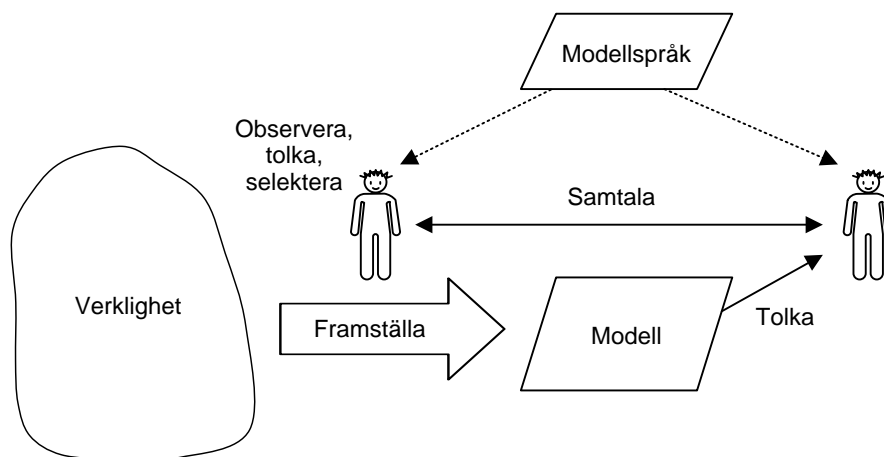 Modellspråk
Observera,
tolka,
selektera
Samtala
Verklighet
Framställa
Modell
Tolka